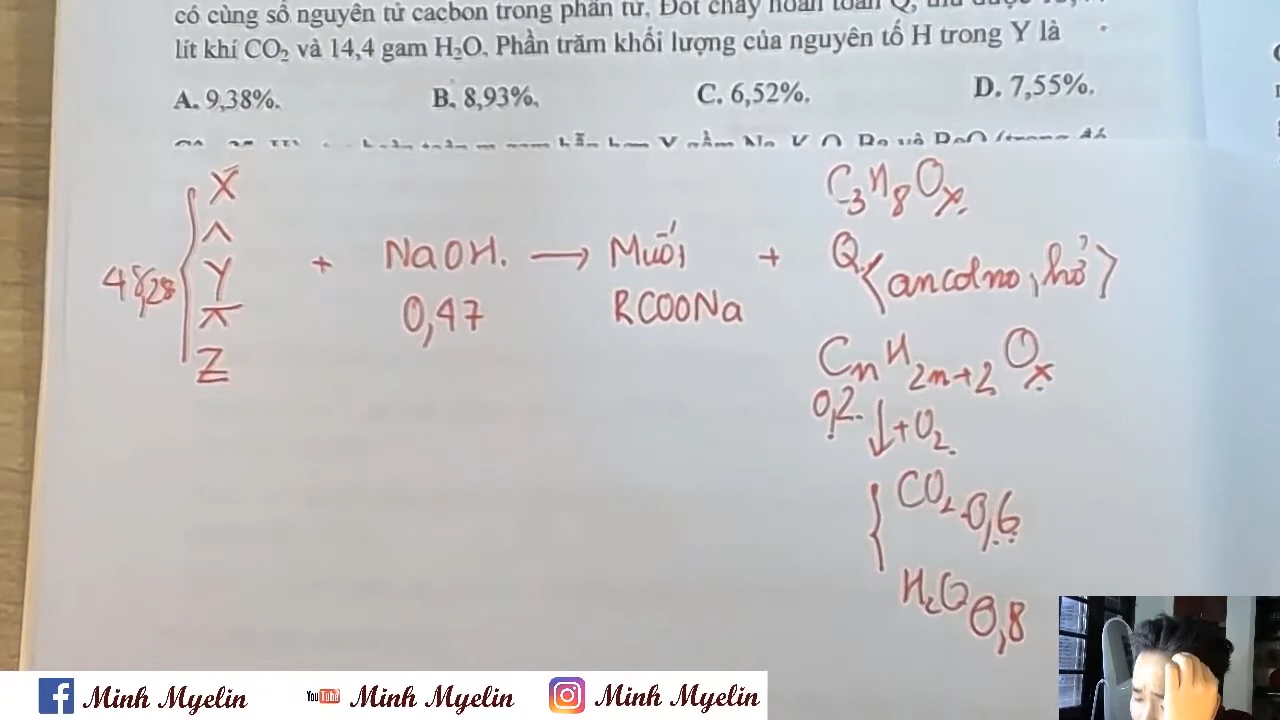 có cùng số nguyên tử cacbon trong phân tử. Đốt cháy hoàn toàn Q, thu được
lít khí CO₂ và 14,4 gam H₂O. Phần trăm khối lượng của nguyên tố H trong Y là
A. 9,38%. B. 8,93%. C. 6,52%. D. 7,55%.
X
^
Y
^
Z
48,28
+ NaOH. → Muối + Q (ancol no, hở)
0,47 RCOONa
C₃H₈Oₓ.
CₙH₂ₙ₊₂Oₓ
0,2. ↓ +O₂.
CO₂ 0,6
H₂O 0,8
Minh Myelin
You Tube Minh Myelin
Minh Myelin